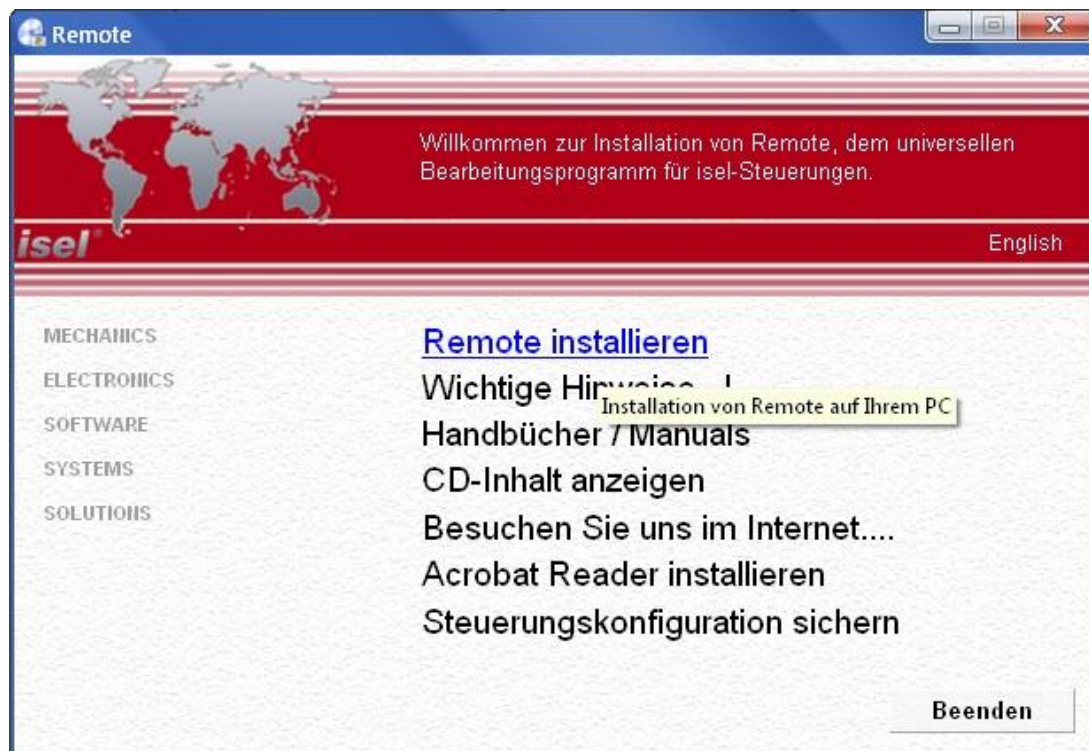 Remote
Willkommen zur Installation von Remote, dem universellen
Bearbeitungsprogramm für isel-Steuerungen.
isel®
English
MECHANICS
ELECTRONICS
SOFTWARE
SYSTEMS
SOLUTIONS
Remote installieren
Wichtige
Installation von Remote auf Ihrem PC
Handbücher / Manuals
CD-Inhalt anzeigen
Besuchen Sie uns im Internet....
Acrobat Reader installieren
Steuerungskonfiguration sichern
Beenden